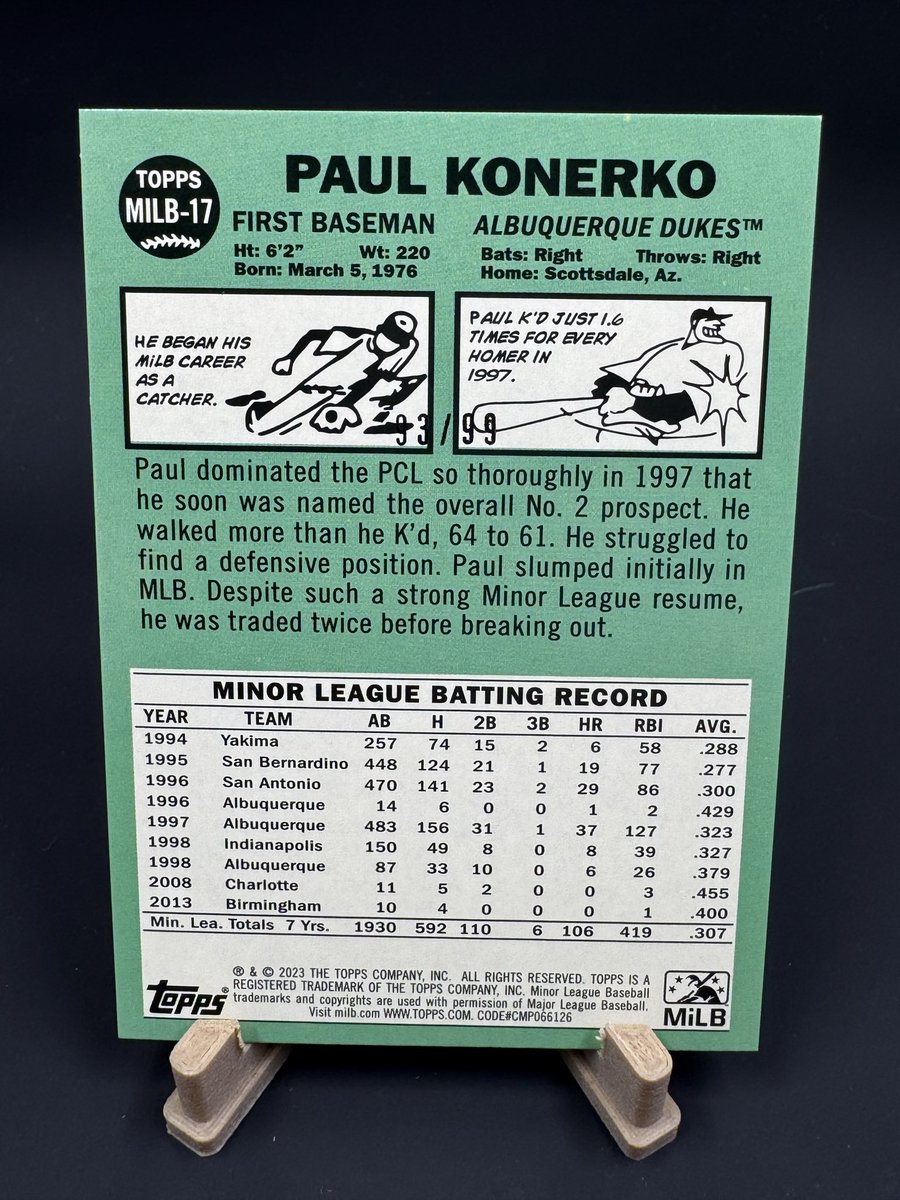 TOPPS
MILB-17
PAUL KONERKO
FIRST BASEMAN
ALBUQUERQUE DUKES™
Ht: 6'2" Wt: 220
Born: March 5, 1976
Bats: Right Throws: Right
Home: Scottsdale, Az.
HE BEGAN HIS
MiLB CAREER
AS A
CATCHER.
PAUL K'D JUST 1.6
TIMES FOR EVERY
HOMER IN
1997.
93/99
Paul dominated the PCL so thoroughly in 1997 that
he soon was named the overall No. 2 prospect. He
walked more than he K'd, 64 to 61. He struggled to
find a defensive position. Paul slumped initially in
MLB. Despite such a strong Minor League resume,
he was traded twice before breaking out.
MINOR LEAGUE BATTING RECORD
YEAR TEAM AB H 2B 3B HR RBI AVG.
1994 Yakima 257 74 15 2 6 58 .288
1995 San Bernardino 448 124 21 1 19 77 .277
1996 San Antonio 470 141 23 2 29 86 .300
1996 Albuquerque 14 6 0 0 1 2 .429
1997 Albuquerque 483 156 31 1 37 127 .323
1998 Indianapolis 150 49 8 0 8 39 .327
1998 Albuquerque 87 33 10 0 6 26 .379
2008 Charlotte 11 5 2 0 0 3 .455
2013 Birmingham 10 4 0 0 0 1 .400
Min. Lea. Totals 7 Yrs. 1930 592 110 6 106 419 .307
topps®
® & © 2023 THE TOPPS COMPANY, INC. ALL RIGHTS RESERVED. TOPPS IS A
REGISTERED TRADEMARK OF THE TOPPS COMPANY, INC. Minor League Baseball
trademarks and copyrights are used with permission of Major League Baseball.
Visit milb.com WWW.TOPPS.COM. CODE#CMP066126
MiLB